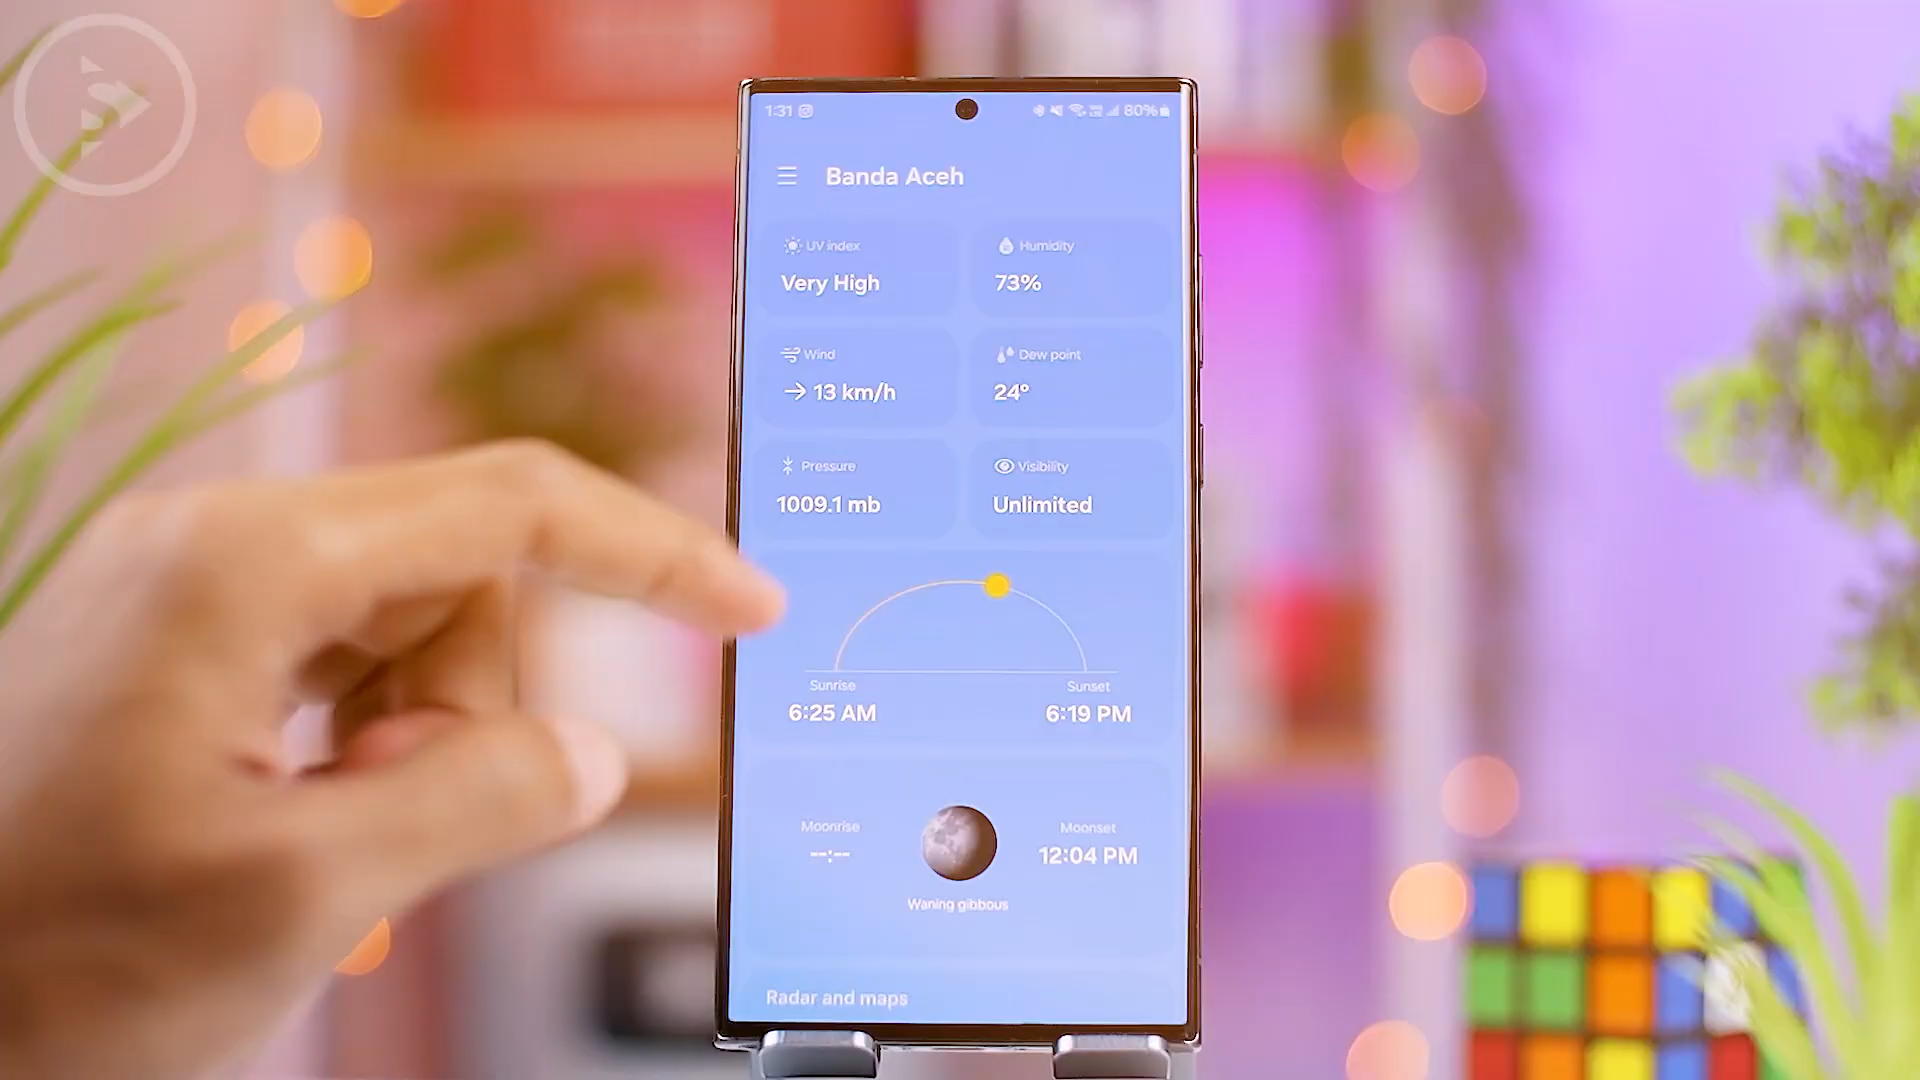 1:31 80%
Banda Aceh
UV index
Very High
Humidity
73%
Wind
→ 13 km/h
Dew point
24°
Pressure
1009.1 mb
Visibility
Unlimited
Sunrise
6:25 AM
Sunset
6:19 PM
Moonrise
--:--
Moonset
12:04 PM
Waning gibbous
Radar and maps